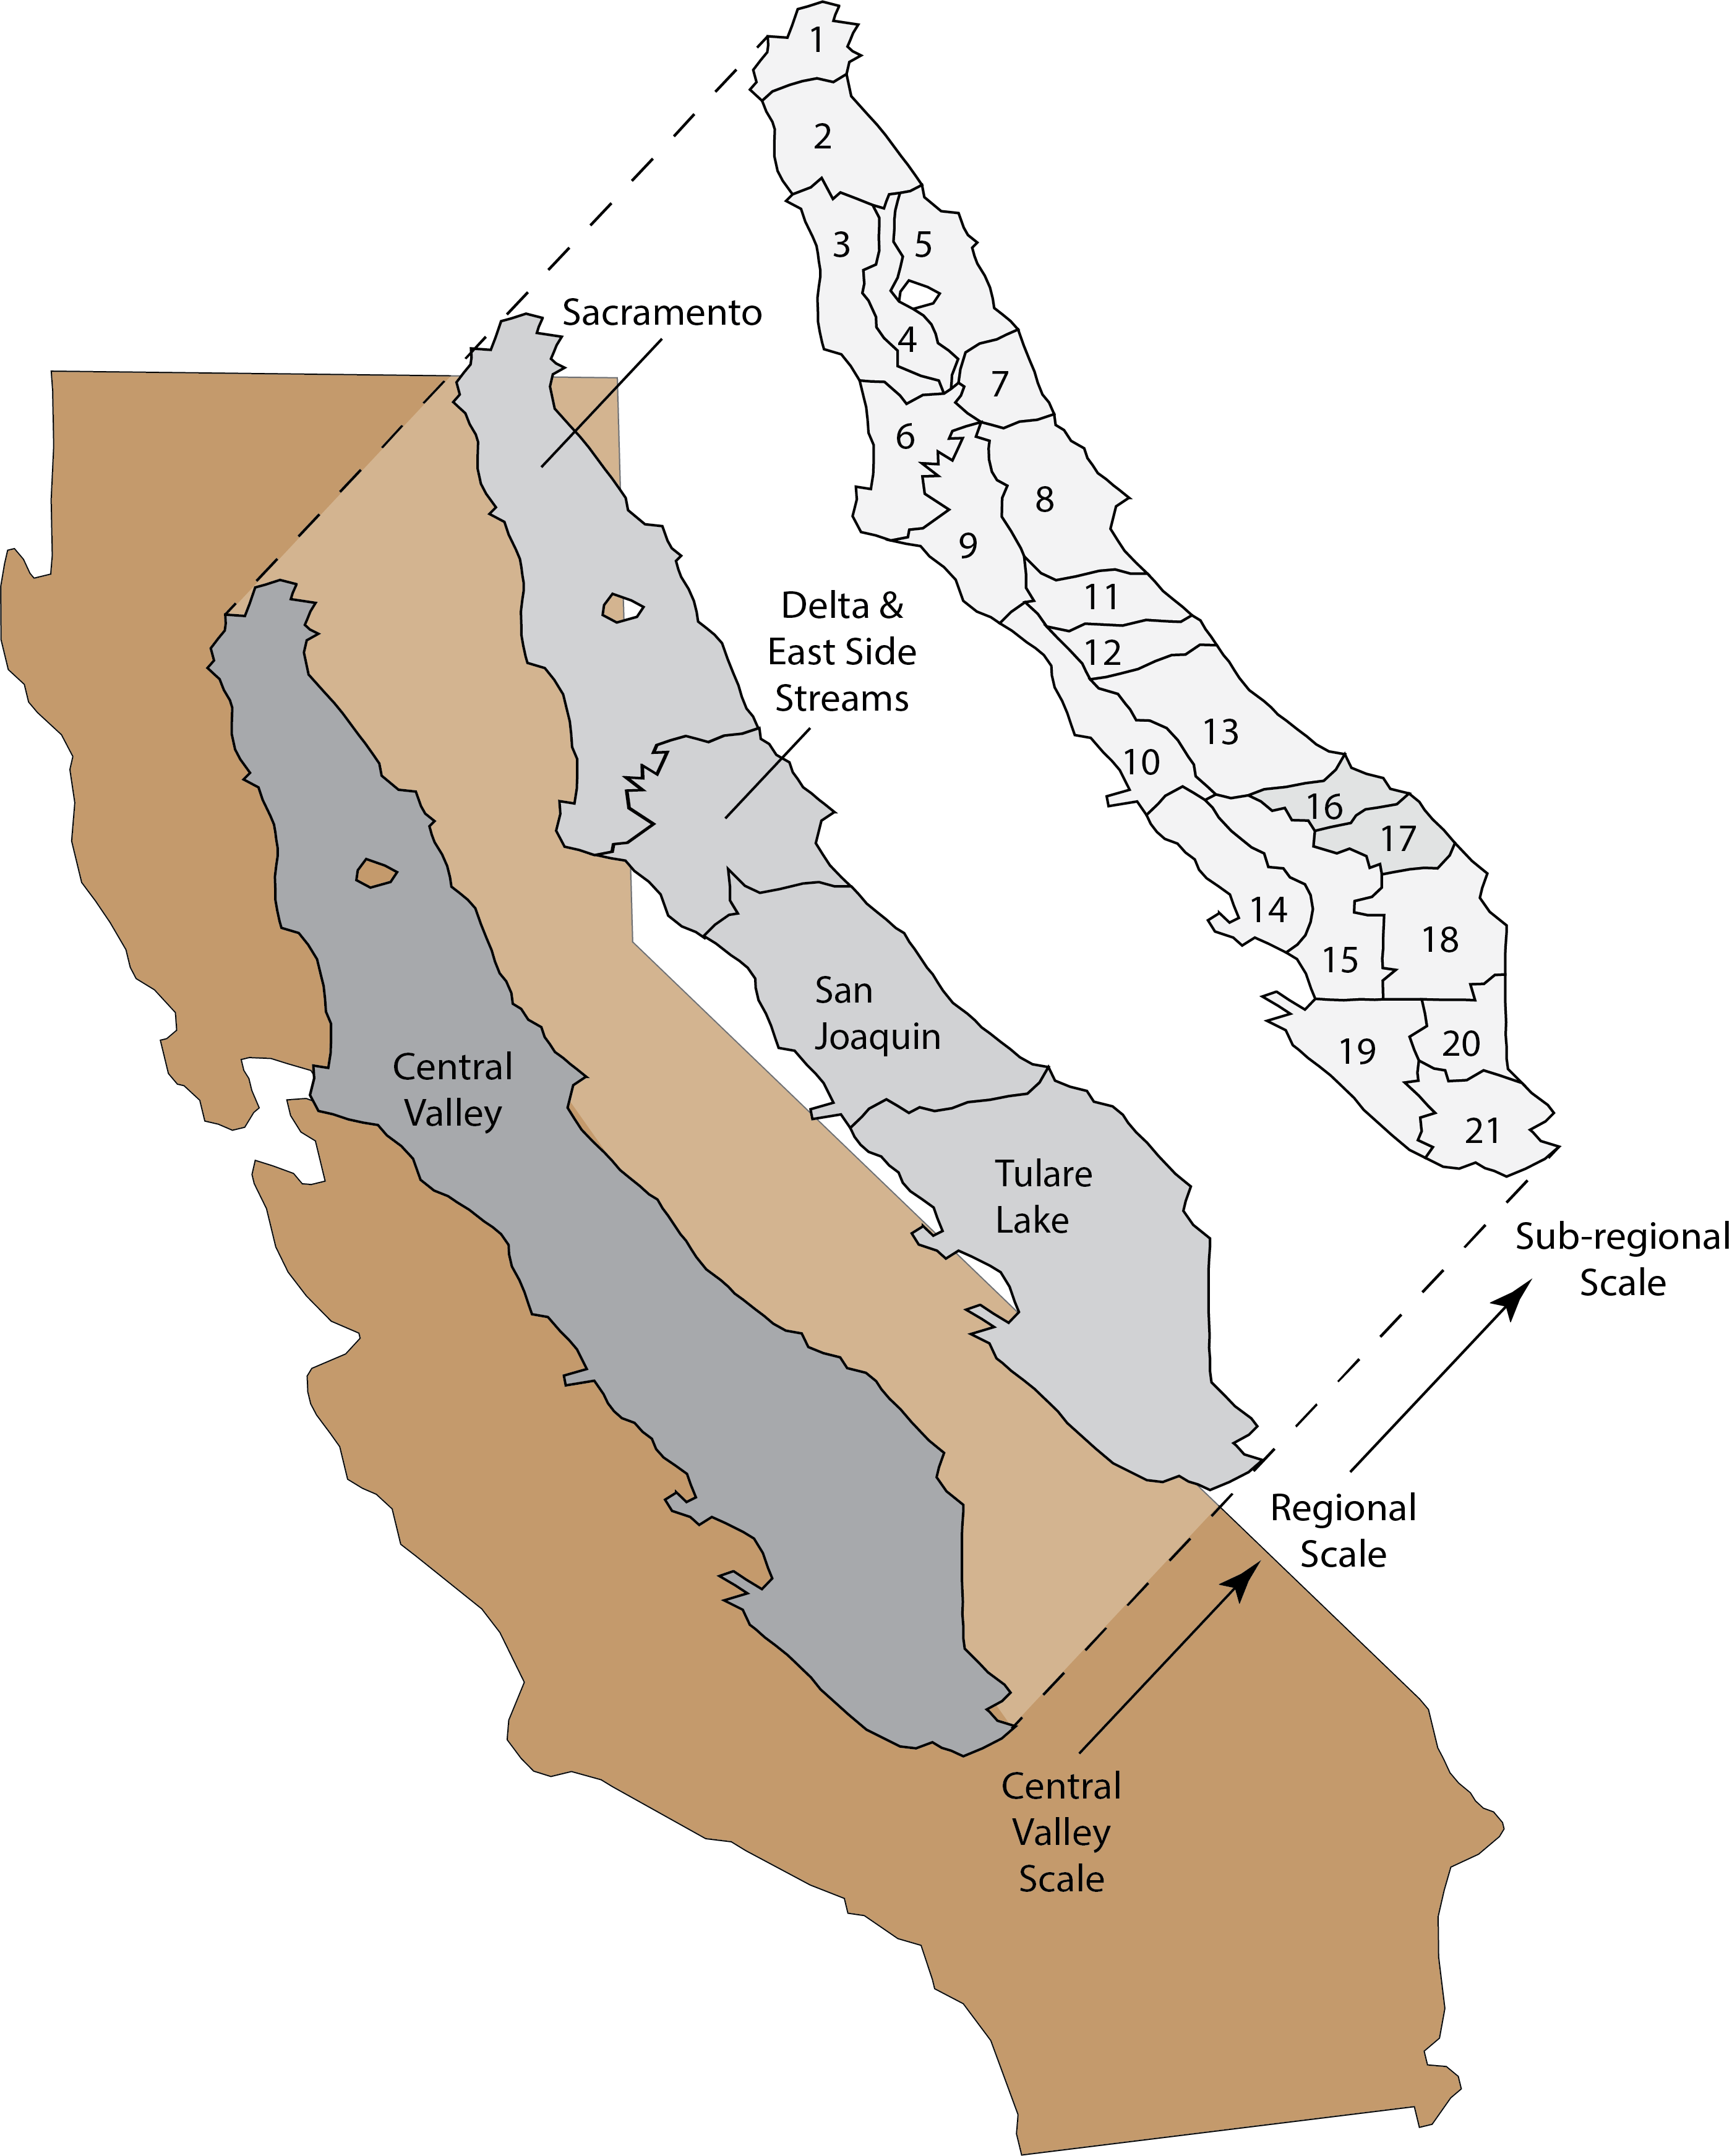 1
2
3
5
4
7
6
8
9
11
12
13
10
16
17
14
15
18
19
20
21
Sacramento
Delta &
East Side
Streams
San
Joaquin
Tulare
Lake
Central
Valley
Sub-regional
Scale
Regional
Scale
Central
Valley
Scale